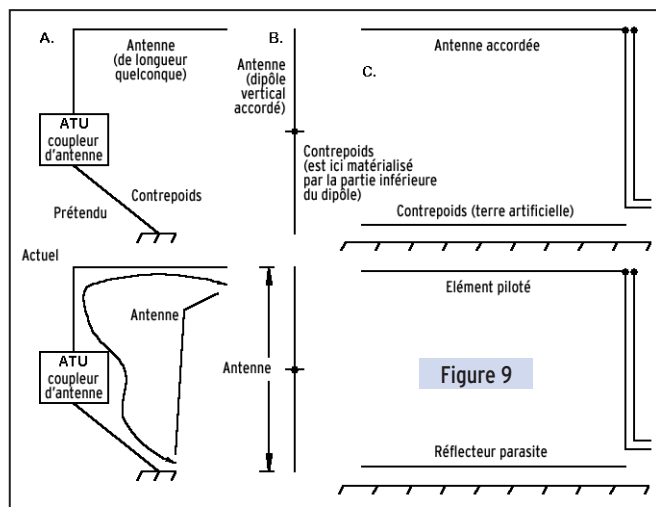 A.
Antenne
(de longueur
quelconque)
ATU
coupleur
d'antenne
Contrepoids
Prétendu
B.
Antenne
(dipôle
vertical
accordé)
Contrepoids
(est ici matérialisé
par la partie inférieure
du dipôle)
C.
Antenne accordée
Contrepoids (terre artificielle)
Actuel
Antenne
ATU
coupleur
d'antenne
Antenne
Elément piloté
Figure 9
Réflecteur parasite